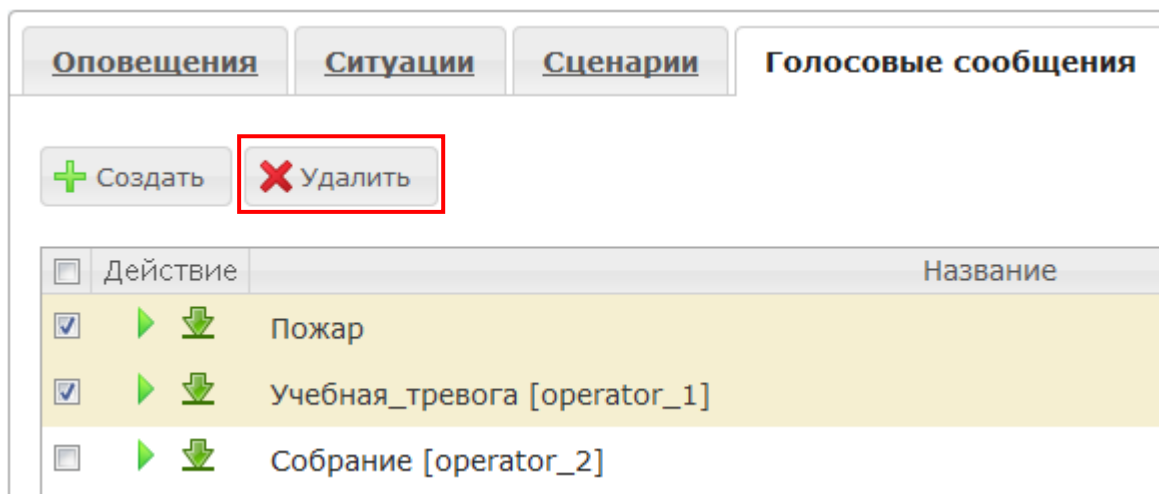 Оповещения Ситуации Сценарии Голосовые сообщения
Создать Удалить
Действие Название
Пожар
Учебная_тревога [operator_1]
Собрание [operator_2]